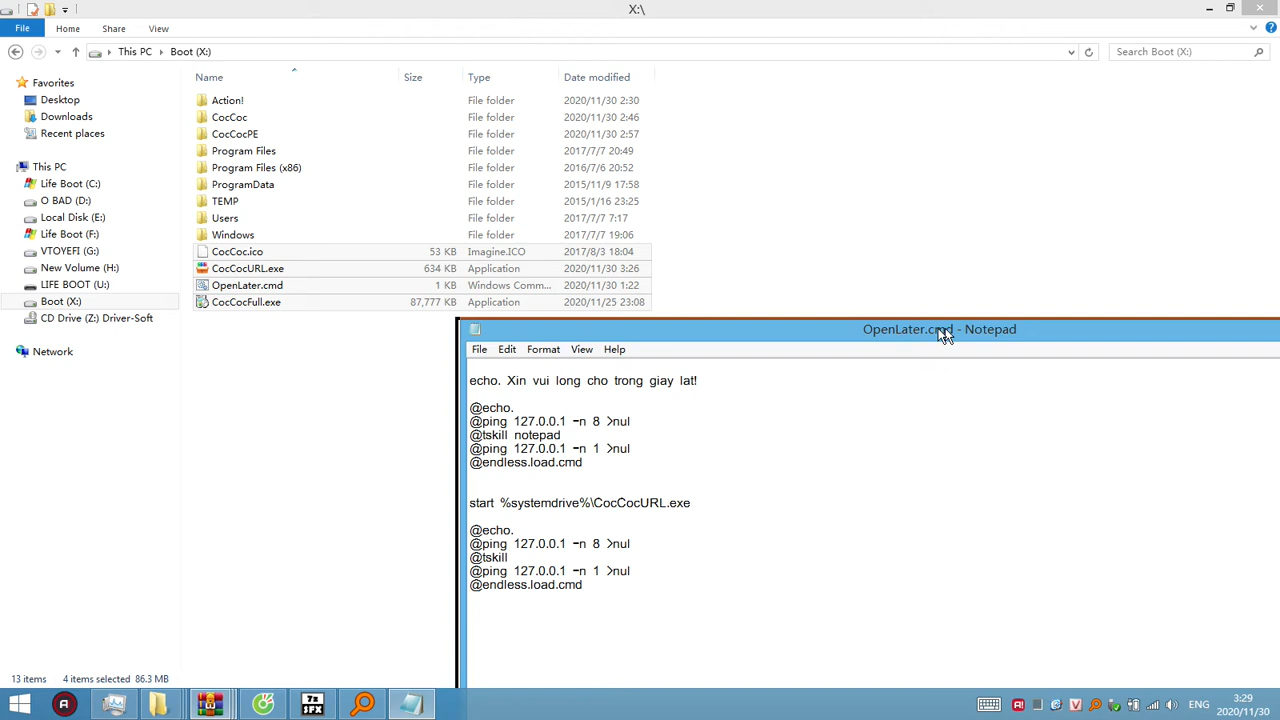 X:\
File
Home
Share
View
This PC
Boot (X:)
Search Boot (X:)
Favorites
Desktop
Downloads
Recent places
This PC
Life Boot (C:)
O BAD (D:)
Local Disk (E:)
Life Boot (F:)
VTOYEFI (G:)
New Volume (H:)
LIFE BOOT (U:)
Boot (X:)
CD Drive (Z:) Driver-Soft
Network
Name Size Type Date modified
Action! File folder 2020/11/30 2:30
CocCoc File folder 2020/11/30 2:46
CocCocPE File folder 2020/11/30 2:57
Program Files File folder 2017/7/7 20:49
Program Files (x86) File folder 2016/7/6 20:52
ProgramData File folder 2015/11/9 17:58
TEMP File folder 2015/1/16 23:25
Users File folder 2017/7/7 7:17
Windows File folder 2017/7/7 19:06
CocCoc.ico 53 KB Imagine.ICO 2017/8/3 18:04
CocCocURL.exe 634 KB Application 2020/11/30 3:26
OpenLater.cmd 1 KB Windows Comm... 2020/11/30 1:22
CocCocFull.exe 87,777 KB Application 2020/11/25 23:08
OpenLater.cmd - Notepad
File Edit Format View Help
echo. Xin vui long cho trong giay lat!
@echo.
@ping 127.0.0.1 -n 8 >nul
@tskill notepad
@ping 127.0.0.1 -n 1 >nul
@endless.load.cmd
start %systemdrive%\CocCocURL.exe
@echo.
@ping 127.0.0.1 -n 8 >nul
@tskill
@ping 127.0.0.1 -n 1 >nul
@endless.load.cmd
13 items 4 items selected 86.3 MB
7z
SFX
ENG
3:29
2020/11/30